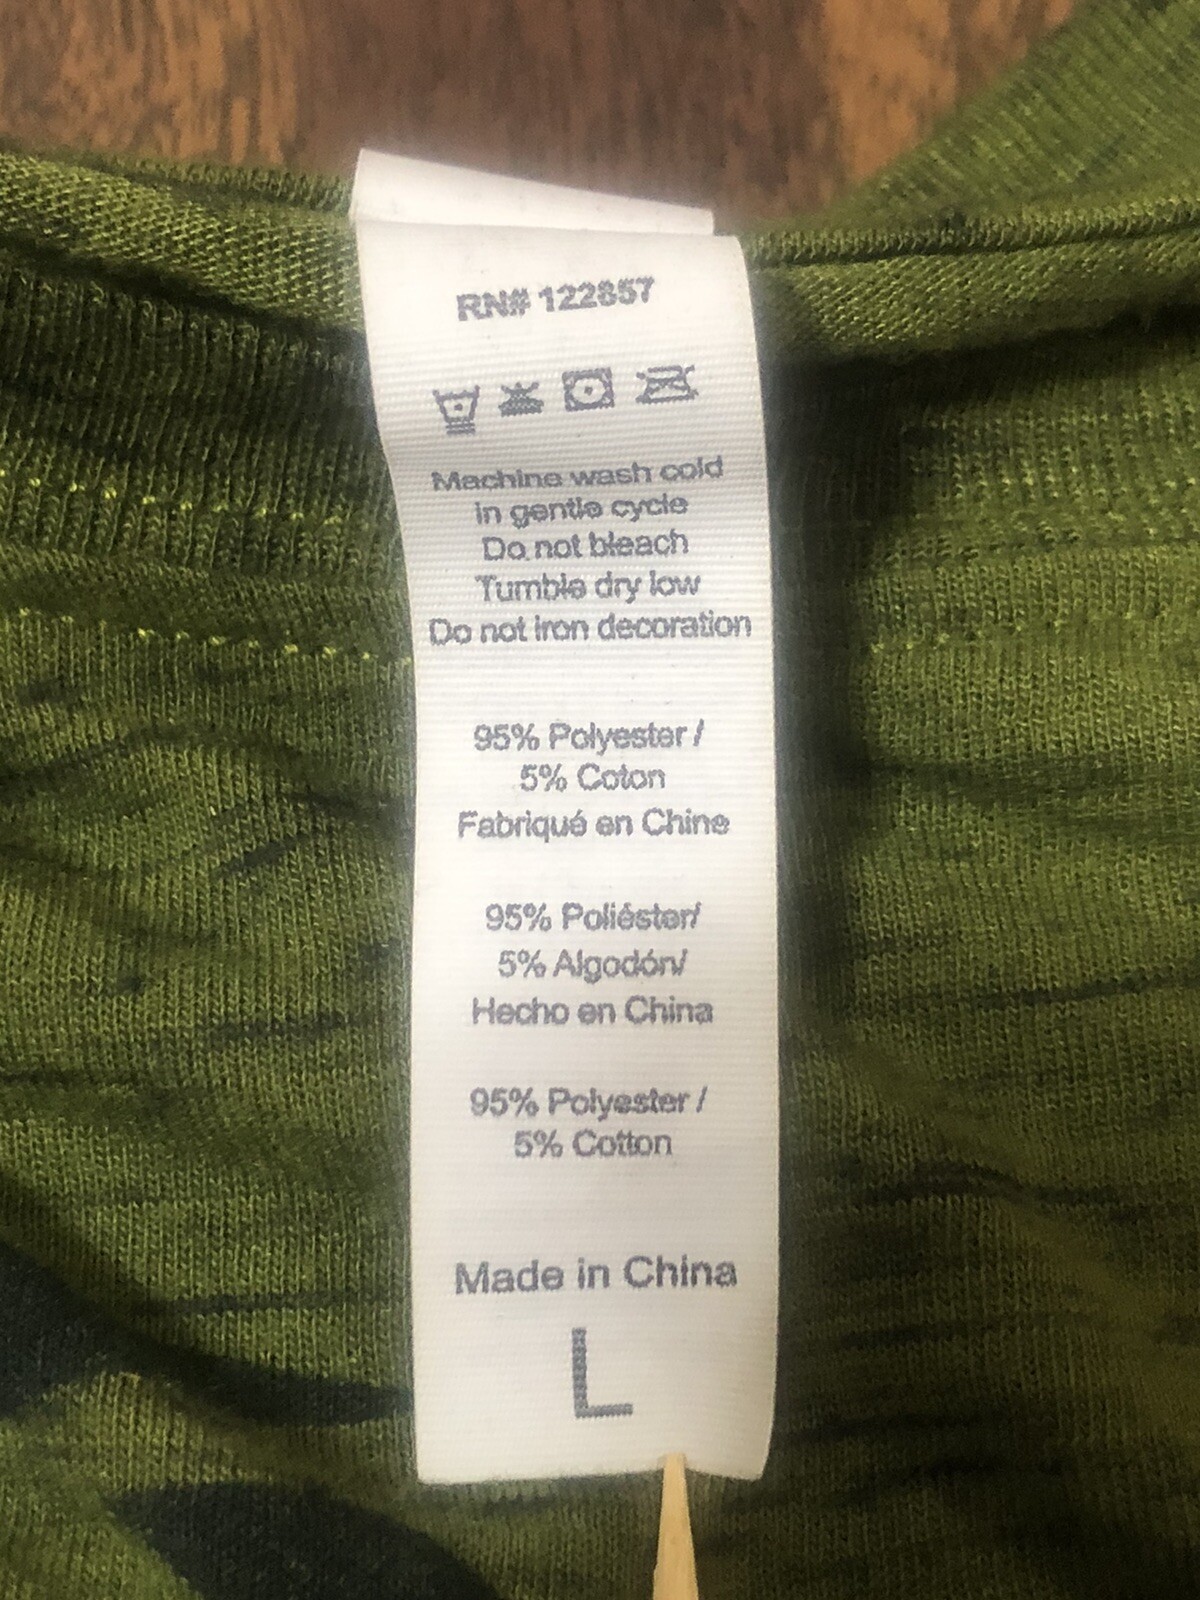 RN# 122857
Machine wash cold
in gentle cycle
Do not bleach
Tumble dry low
Do not iron decoration
95% Polyester /
5% Coton
Fabriqué en Chine
95% Poliéster/
5% Algodón/
Hecho en China
95% Polyester /
5% Cotton
Made in China
L